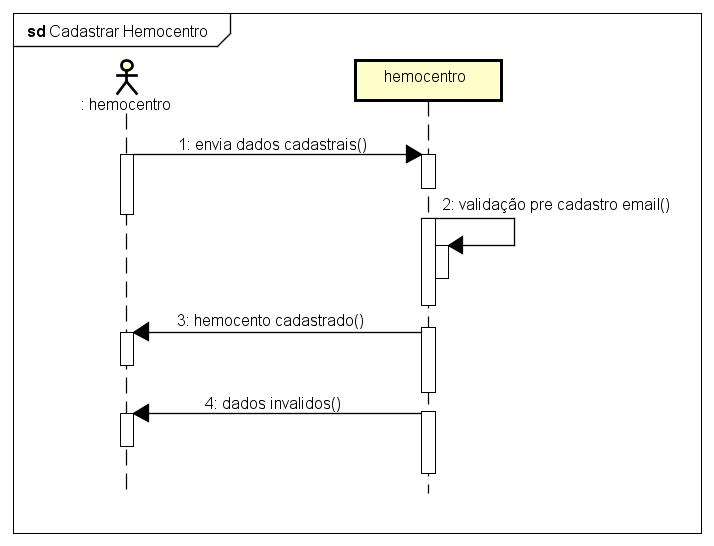 sd Cadastrar Hemocentro
: hemocentro
hemocentro
1: envia dados cadastrais()
2: validação pre cadastro email()
3: hemocento cadastrado()
4: dados invalidos()